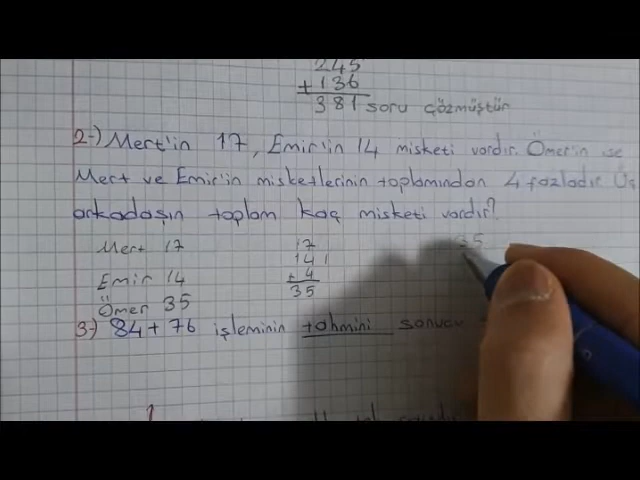 245
+ 136
381 soru çözmüştür
2-) Mert'in 17, Emir'in 14 misketi vardır. Ömer'in ise
Mert ve Emir'in misketlerinin toplamından 4 fazladır. Üç
arkadaşın toplam kaç misketi vardır?
Mert 17
Emir 14
Ömer 35
17
14
+ 4
35
35
3-) 84+76 işleminin tahmini